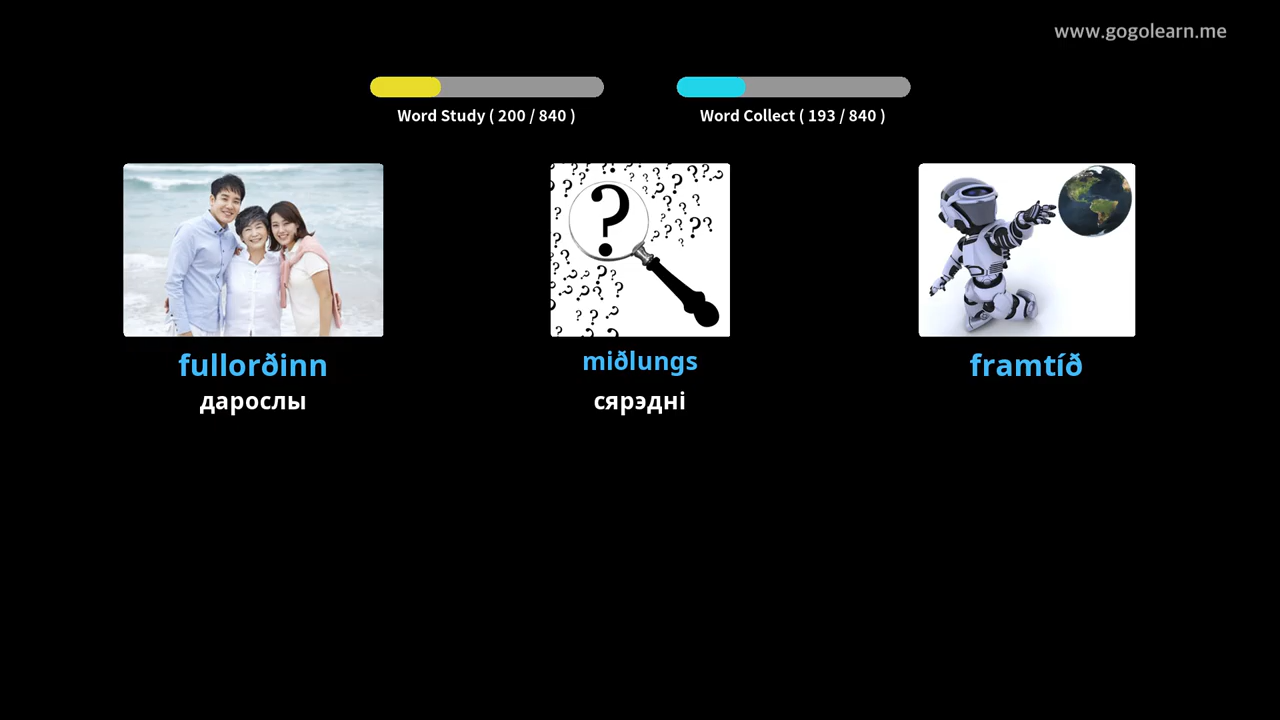 www.gogolearn.me
Word Study ( 200 / 840 )
Word Collect ( 193 / 840 )
fullorðinn
дарослы
miðlungs
сярэдні
framtíð